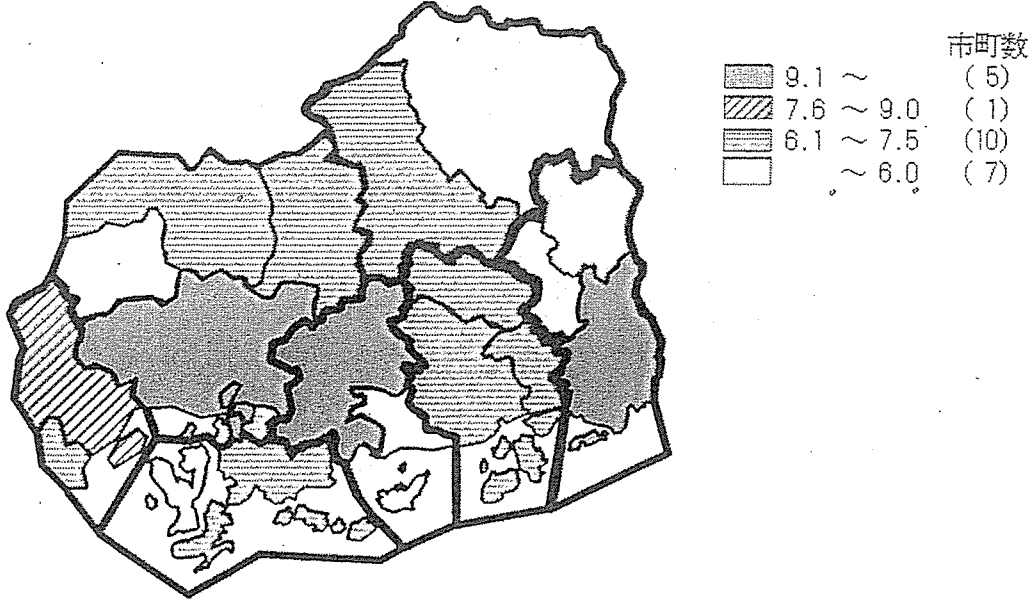 市町数
9.1 ～ ( 5)
7.6 ～ 9.0 ( 1)
6.1 ～ 7.5 (10)
～ 6.0 ( 7)